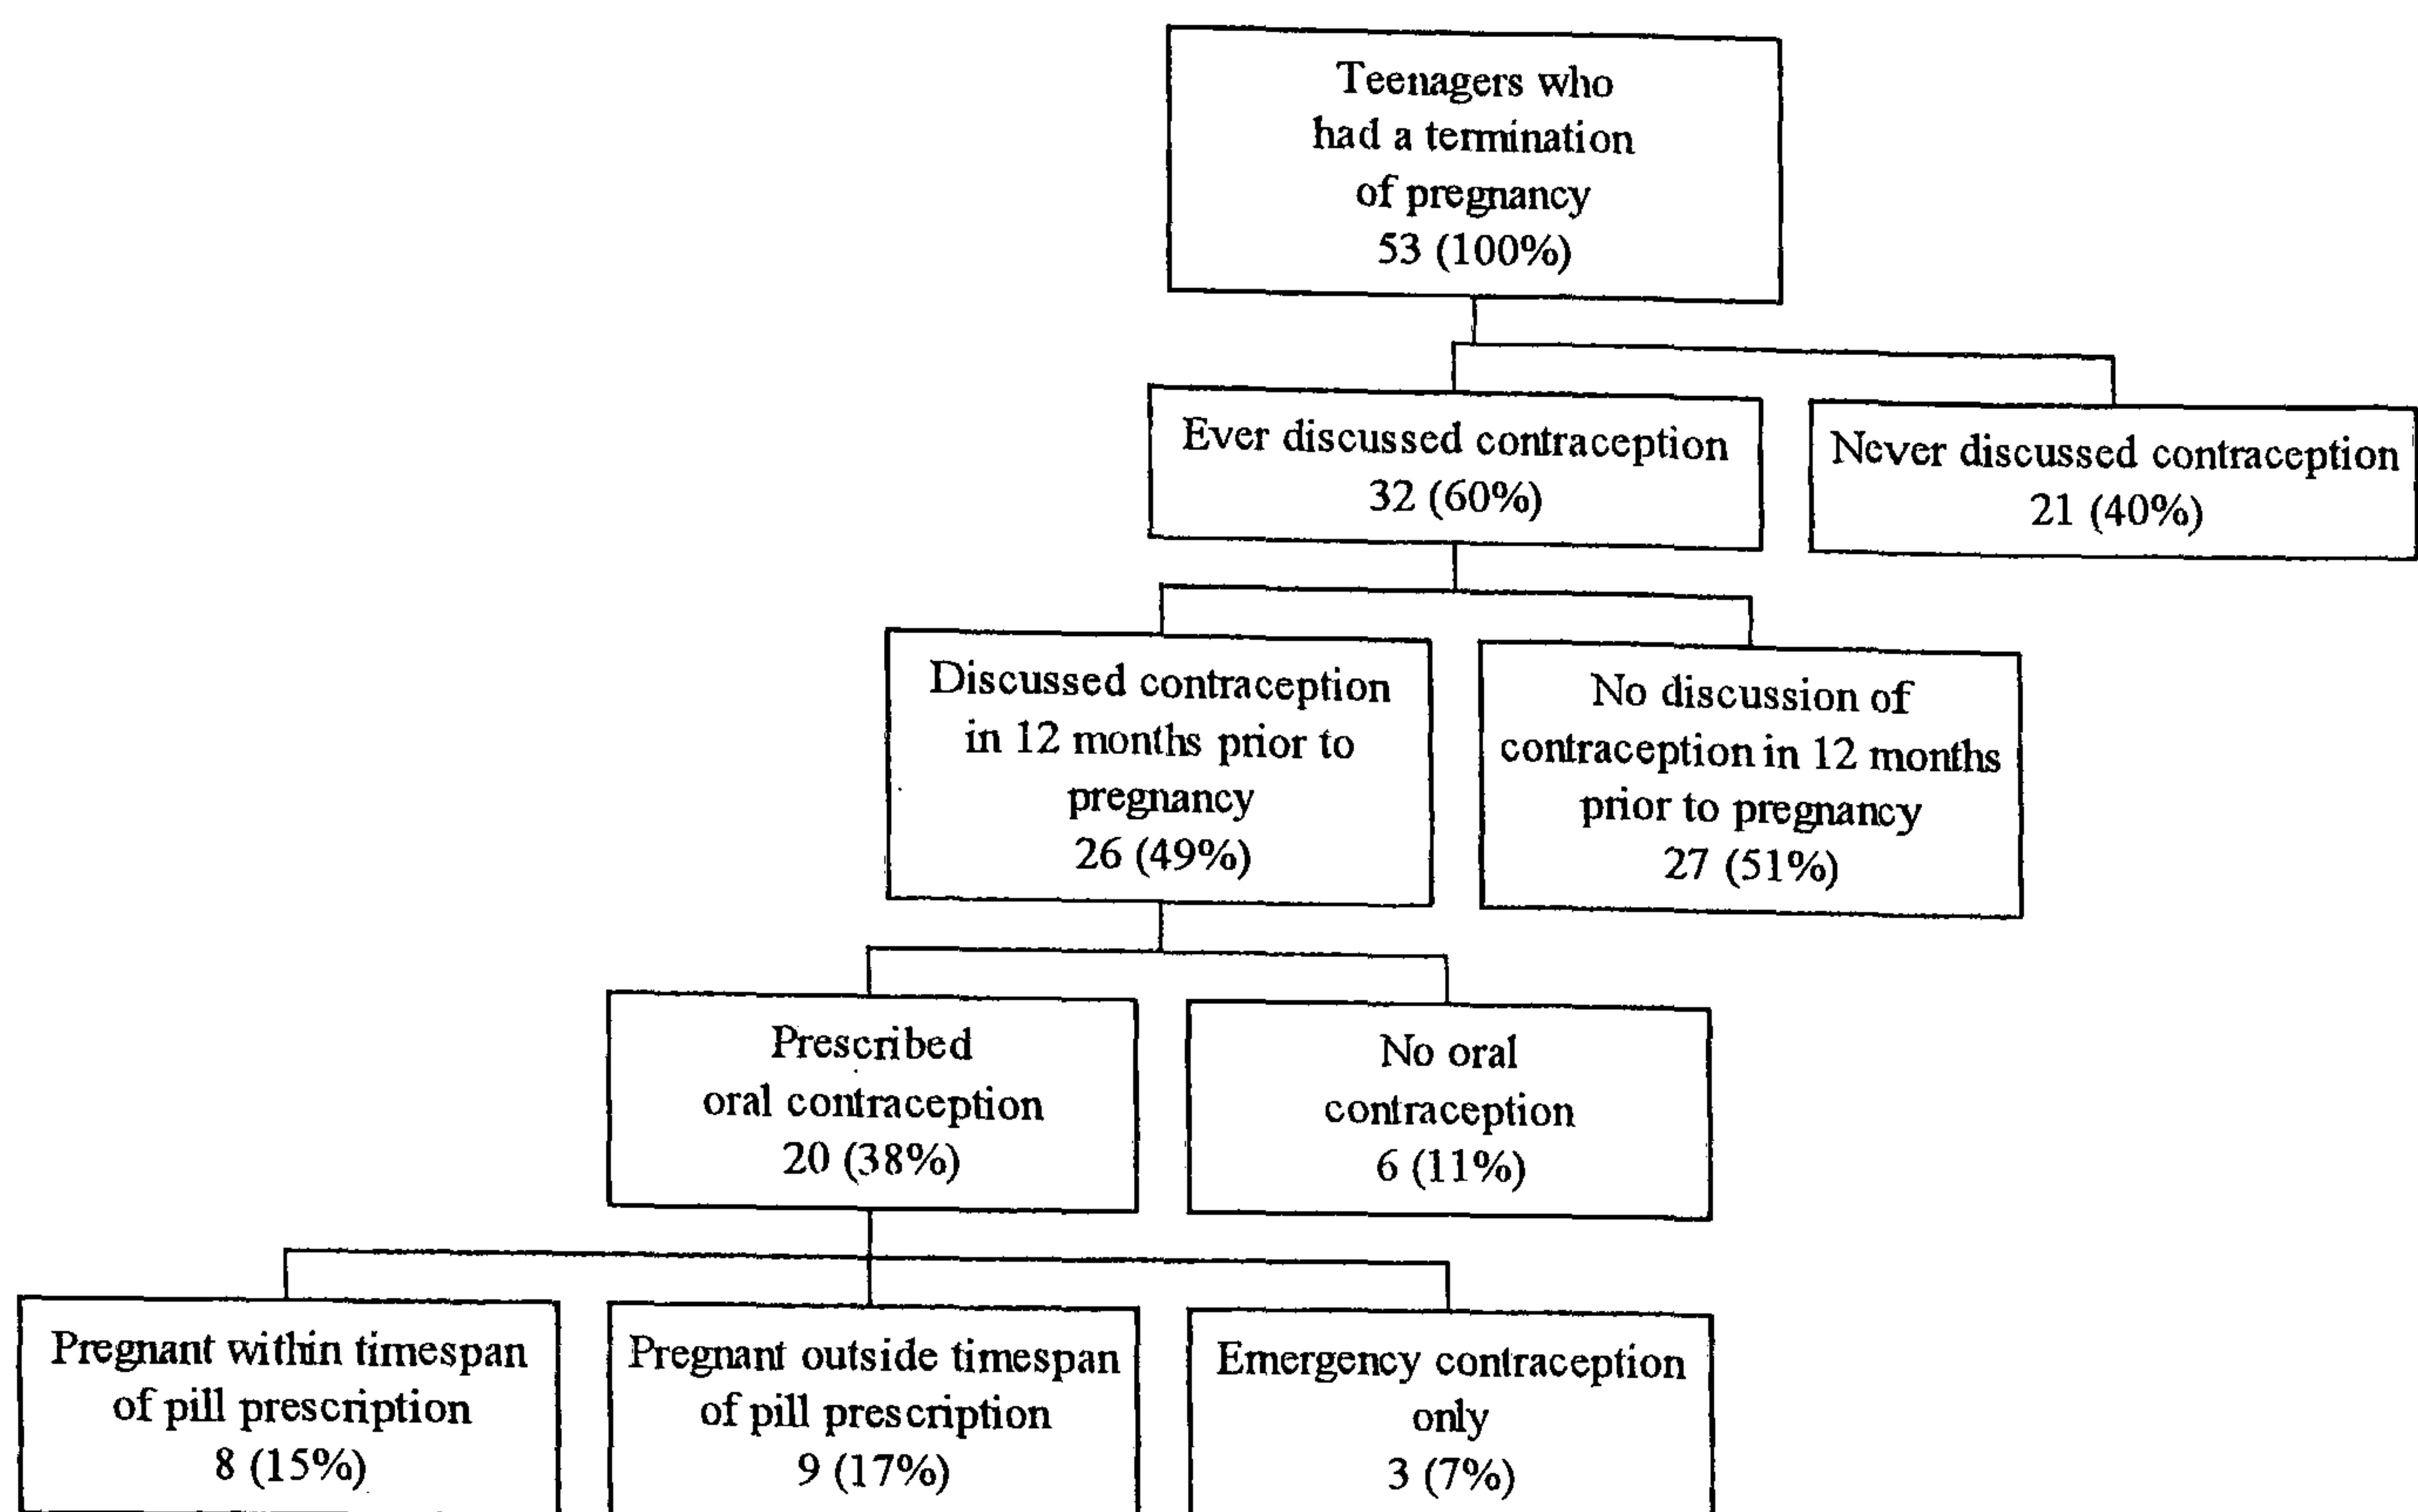 Teenagers who
had a termination
of pregnancy
53 (100%)
Ever discussed contraception
32 (60%)
Never discussed contraception
21 (40%)
Discussed contraception
in 12 months prior to
pregnancy
26 (49%)
No discussion of
contraception in 12 months
prior to pregnancy
27 (51%)
Prescribed
oral contraception
20 (38%)
No oral
contraception
6 (11%)
Pregnant within timespan
of pill prescription
8 (15%)
Pregnant outside timespan
of pill prescription
9 (17%)
Emergency contraception
only
3 (7%)